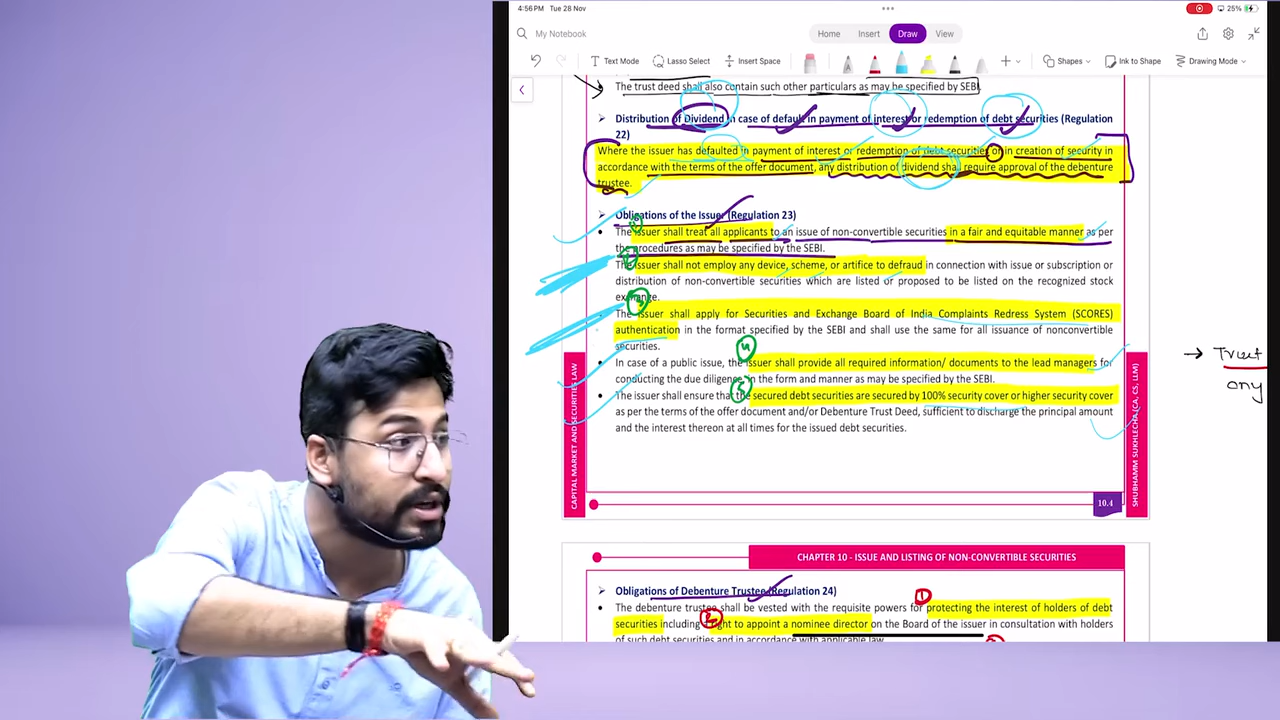 4:56 PM Tue 28 Nov
25%
My Notebook
Home Insert Draw View
Text Mode Lasso Select Insert Space Shapes Ink to Shape Drawing Mode
The trust deed shall also contain such other particulars as may be specified by SEBI.
Distribution of Dividend in case of default in payment of interest or redemption of debt securities (Regulation
22)
Where the issuer has defaulted in payment of interest or redemption of debt securities or in creation of security in
accordance with the terms of the offer document, any distribution of dividend shall require approval of the debenture
trustee.
Obligations of the Issuer (Regulation 23)
The issuer shall treat all applicants to an issue of non-convertible securities in a fair and equitable manner as per
the procedures as may be specified by the SEBI.
The issuer shall not employ any device, scheme, or artifice to defraud in connection with issue or subscription or
distribution of non-convertible securities which are listed or proposed to be listed on the recognized stock
exchange.
The issuer shall apply for Securities and Exchange Board of India Complaints Redress System (SCORES)
authentication in the format specified by the SEBI and shall use the same for all issuance of nonconvertible
securities.
4
In case of a public issue, the issuer shall provide all required information/ documents to the lead managers for
conducting the due diligence in the form and manner as may be specified by the SEBI.
5
The issuer shall ensure that the secured debt securities are secured by 100% security cover or higher security cover
as per the terms of the offer document and/or Debenture Trust Deed, sufficient to discharge the principal amount
and the interest thereon at all times for the issued debt securities.
CAPITAL MARKET AND SECURITIES LAW
SHUBHAMM SUKHLECHA (CA, CS, LLM)
→ Trust
any
10.4
CHAPTER 10 - ISSUE AND LISTING OF NON-CONVERTIBLE SECURITIES
Obligations of Debenture Trustee (Regulation 24)
1
The debenture trustee shall be vested with the requisite powers for protecting the interest of holders of debt
2
securities including right to appoint a nominee director on the Board of the issuer in consultation with holders
of such debt securities and in accordance with applicable law.